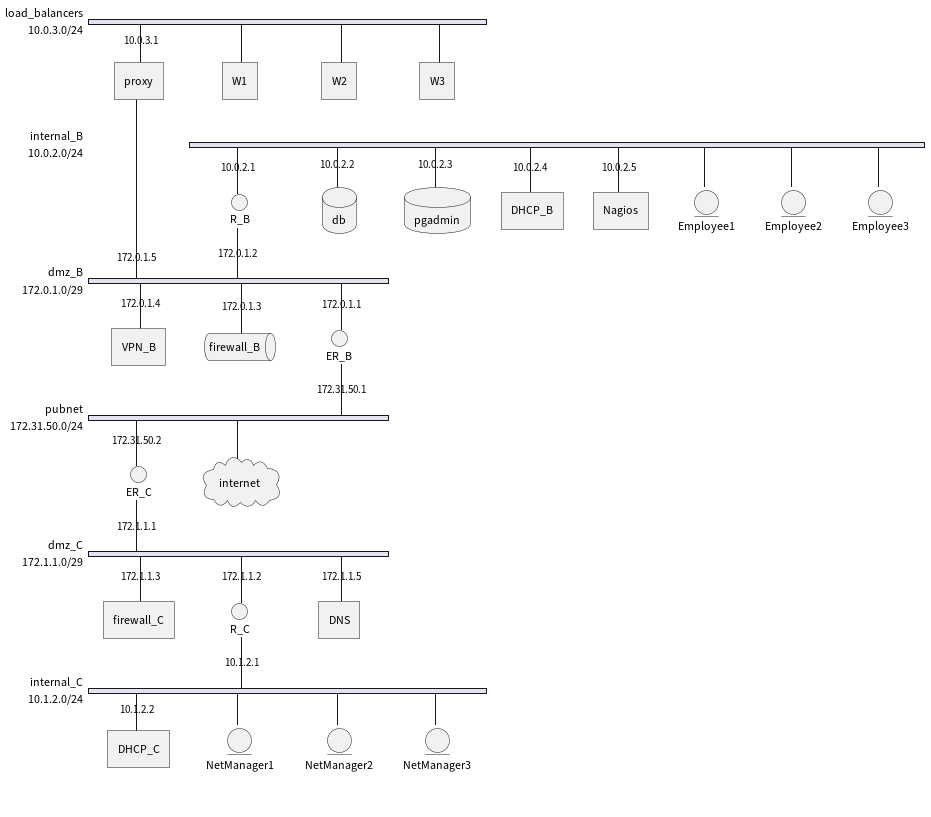 load_balancers
10.0.3.0/24
10.0.3.1
proxy
W1
W2
W3
internal_B
10.0.2.0/24
10.0.2.1
10.0.2.2
10.0.2.3
10.0.2.4
10.0.2.5
R_B
db
pgadmin
DHCP_B
Nagios
Employee1
Employee2
Employee3
172.0.1.5
172.0.1.2
dmz_B
172.0.1.0/29
172.0.1.4
172.0.1.3
172.0.1.1
VPN_B
firewall_B
ER_B
172.31.50.1
pubnet
172.31.50.0/24
172.31.50.2
ER_C
internet
172.1.1.1
dmz_C
172.1.1.0/29
172.1.1.3
172.1.1.2
172.1.1.5
firewall_C
R_C
DNS
10.1.2.1
internal_C
10.1.2.0/24
10.1.2.2
DHCP_C
NetManager1
NetManager2
NetManager3